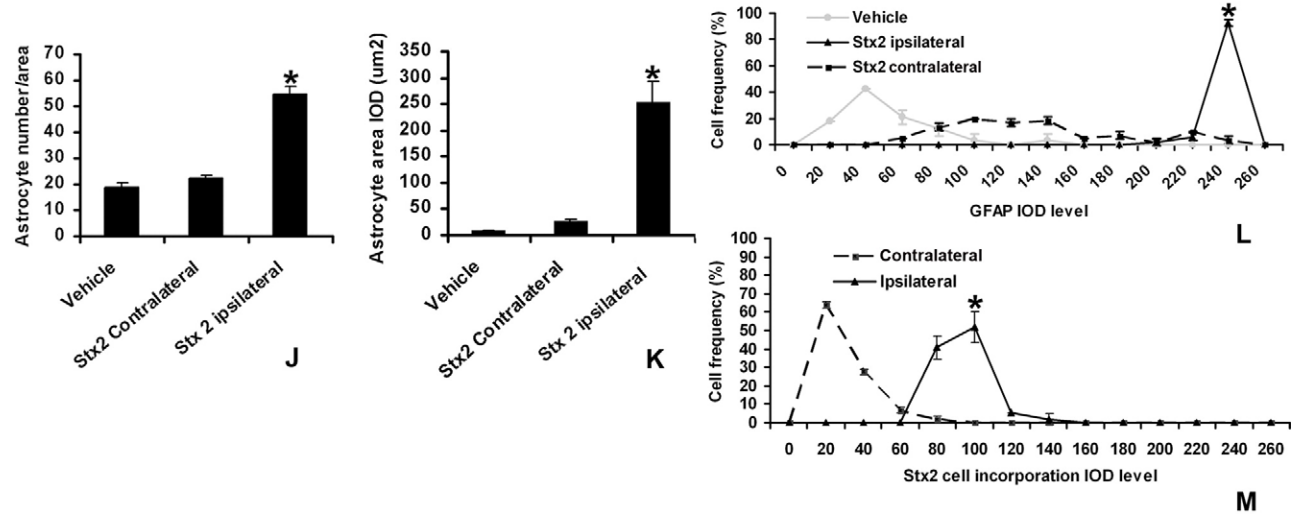 Astrocyte number/area
70
60
50
40
30
20
10
0
*
Vehicle
Stx2 Contralateral
Stx 2 ipsilateral
J
Astrocyte area IOD (um2)
350
300
250
200
150
100
50
0
*
Vehicle
Stx2 Contralateral
Stx 2 ipsilateral
K
Cell frequency (%)
100
80
60
40
20
0
Vehicle
Stx2 ipsilateral
Stx2 contralateral
*
0 20 40 60 80 100 120 140 160 180 200 220 240 260
GFAP IOD level
L
Cell frequency (%)
100
90
80
70
60
50
40
30
20
10
0
Contralateral
Ipsilateral
*
0 20 40 60 80 100 120 140 160 180 200 220 240 260
Stx2 cell incorporation IOD level
M